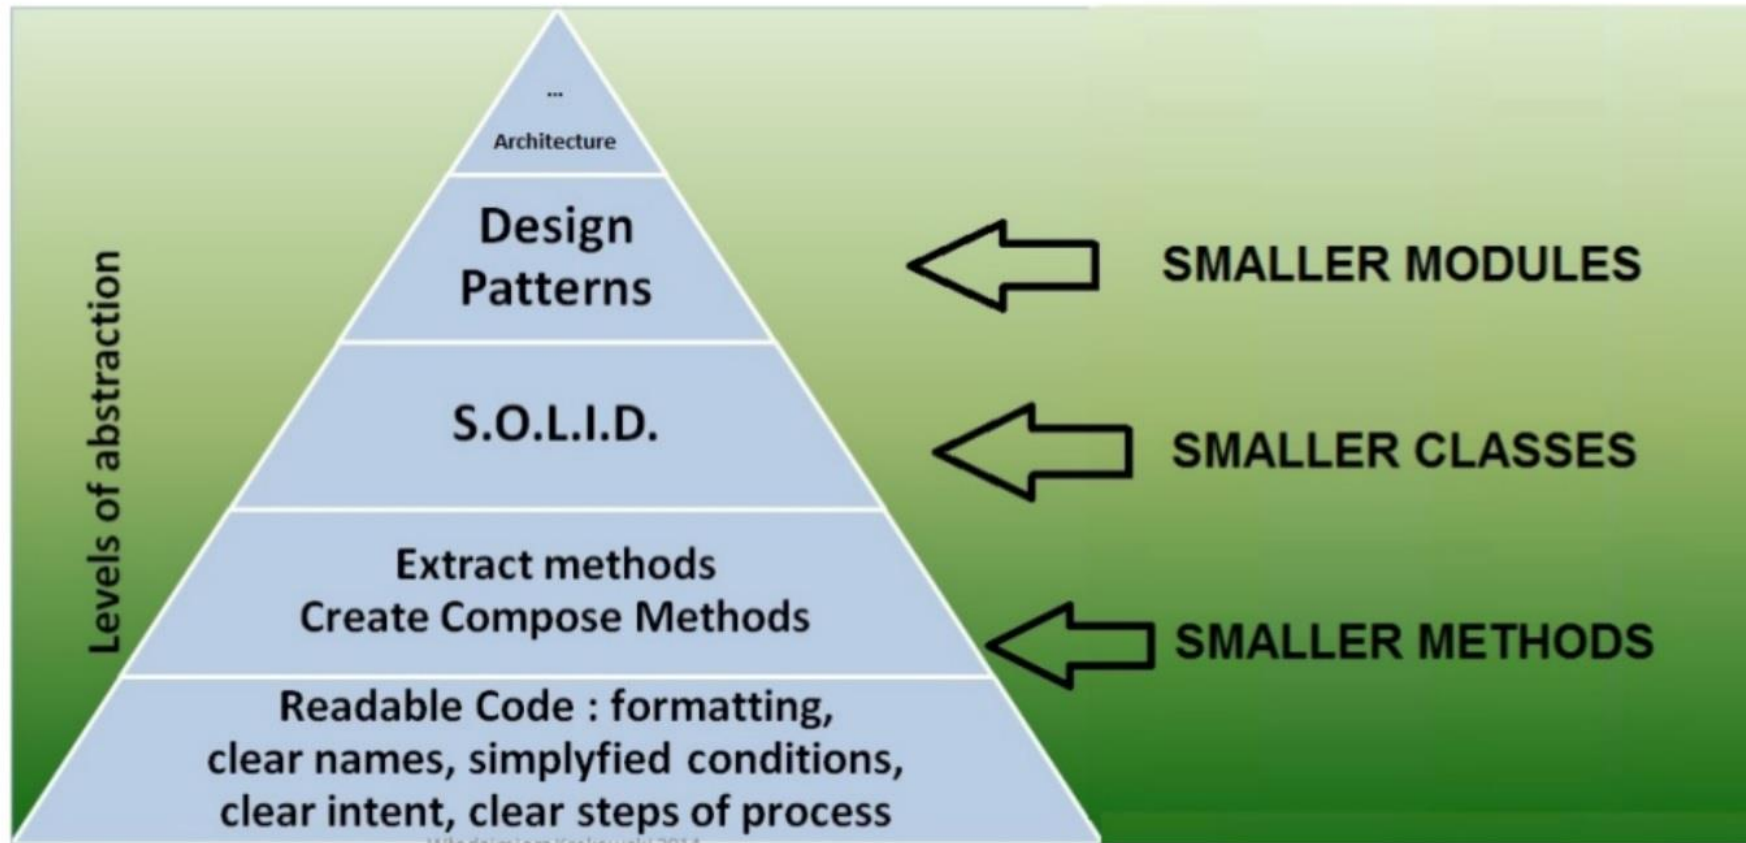 ...
Architecture
Design
Patterns
SMALLER MODULES
S.O.L.I.D.
SMALLER CLASSES
Levels of abstraction
Extract methods
Create Compose Methods
SMALLER METHODS
Readable Code : formatting,
clear names, simplyfied conditions,
clear intent, clear steps of process